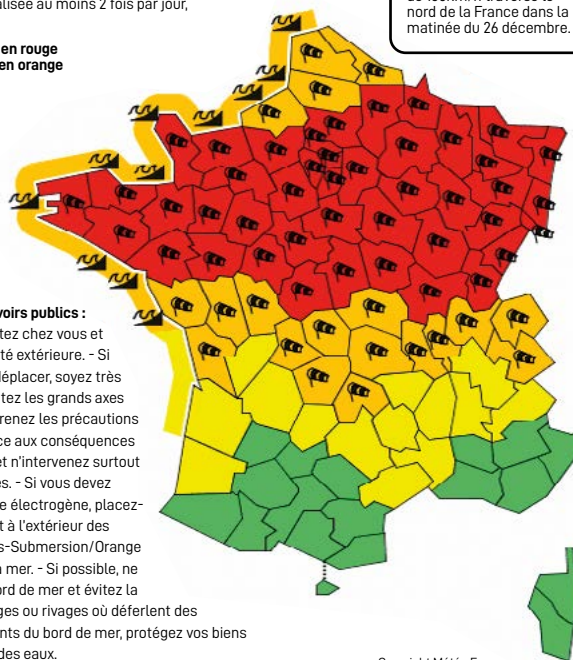 alisée au moins 2 fois par jour,
en rouge
en orange
nord de la France dans la
matinée du 26 décembre.
voirs publics :
tez chez vous et
té extérieure. - Si
déplacer, soyez très
tez les grands axes
renez les précautions
ce aux conséquences
et n'intervenez surtout
es. - Si vous devez
e électrogène, placez-
t à l'extérieur des
s-Submersion/Orange
n mer. - Si possible, ne
ord de mer et évitez la
ges ou rivages où déferlent des
nts du bord de mer, protégez vos biens
des eaux.